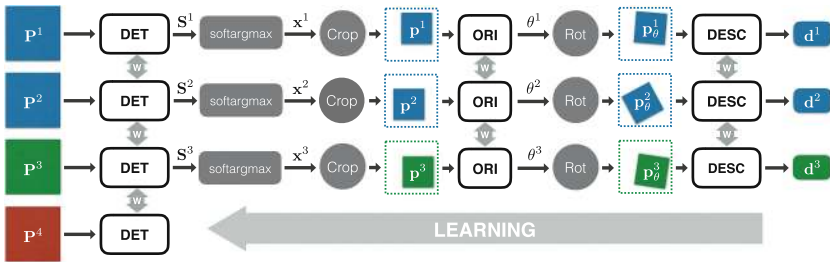 P¹ DET S¹ softargmax x¹ Crop p¹ ORI θ¹ Rot p¹θ DESC d¹
W W W
P² DET S² softargmax x² Crop p² ORI θ² Rot p²θ DESC d²
W W W
P³ DET S³ softargmax x³ Crop p³ ORI θ³ Rot p³θ DESC d³
W
P⁴ DET LEARNING